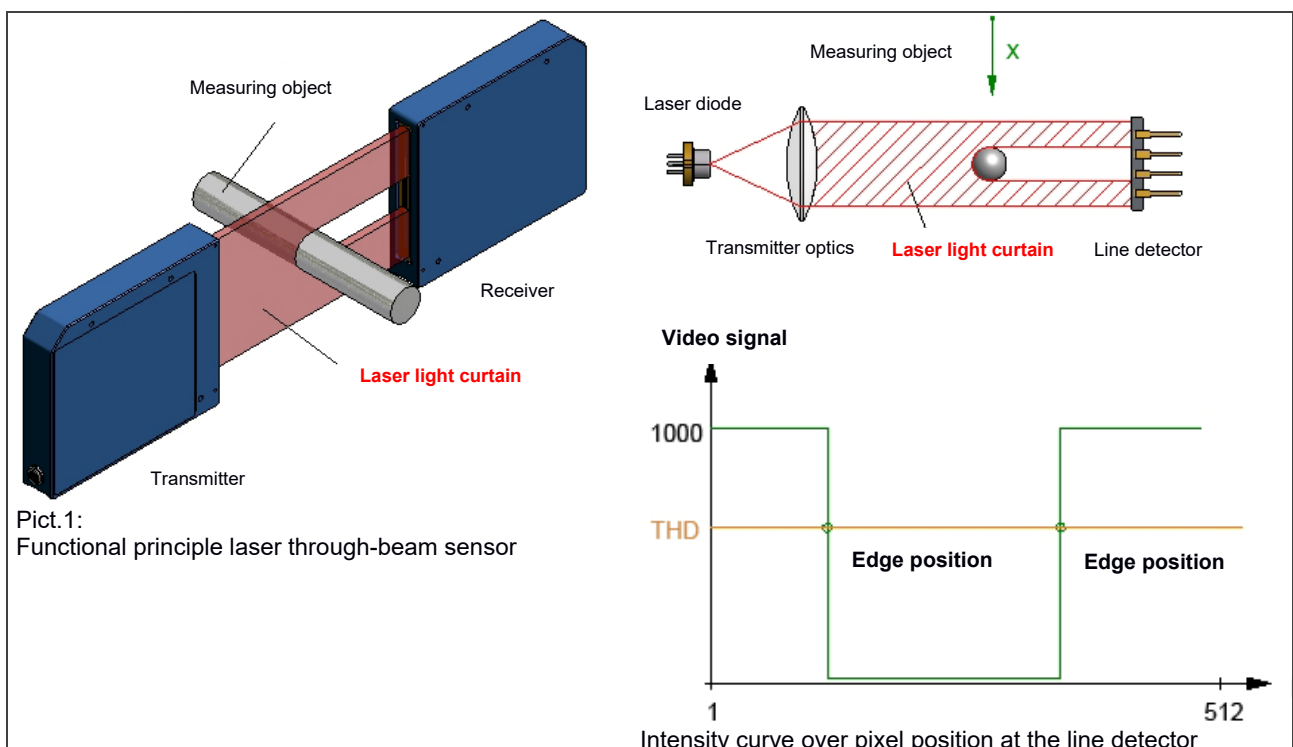 Measuring object
Laser light curtain
Receiver
Transmitter
Pict.1:
Functional principle laser through-beam sensor
Measuring object
X
Laser diode
Transmitter optics
Laser light curtain
Line detector
Video signal
1000
THD
Edge position
Edge position
1
512
Intensity curve over pixel position at the line detector